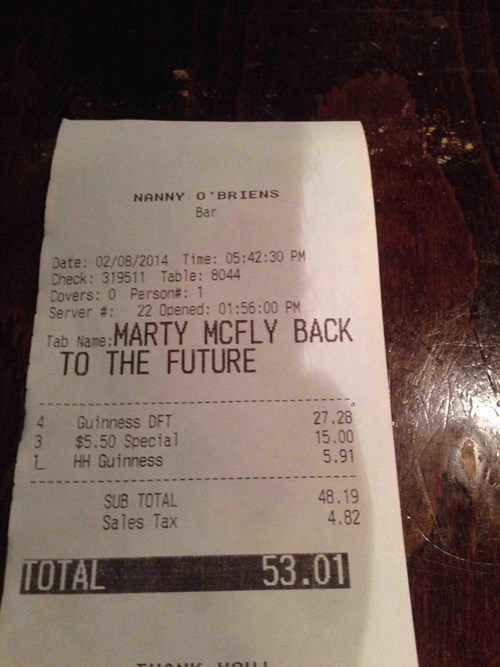 NANNY O'BRIENS
Bar
Date: 02/08/2014 Time: 05:42:30 PM
Check: 319511 Table: 8044
Covers: 0 Person#: 1
Server #: 22 Opened: 01:56:00 PM
Tab Name: MARTY MCFLY BACK
TO THE FUTURE
4 Guinness DFT 27.28
3 $5.50 Special 15.00
1 HH Guinness 5.91
SUB TOTAL 48.19
Sales Tax 4.82
TOTAL 53.01
THANK YOU!